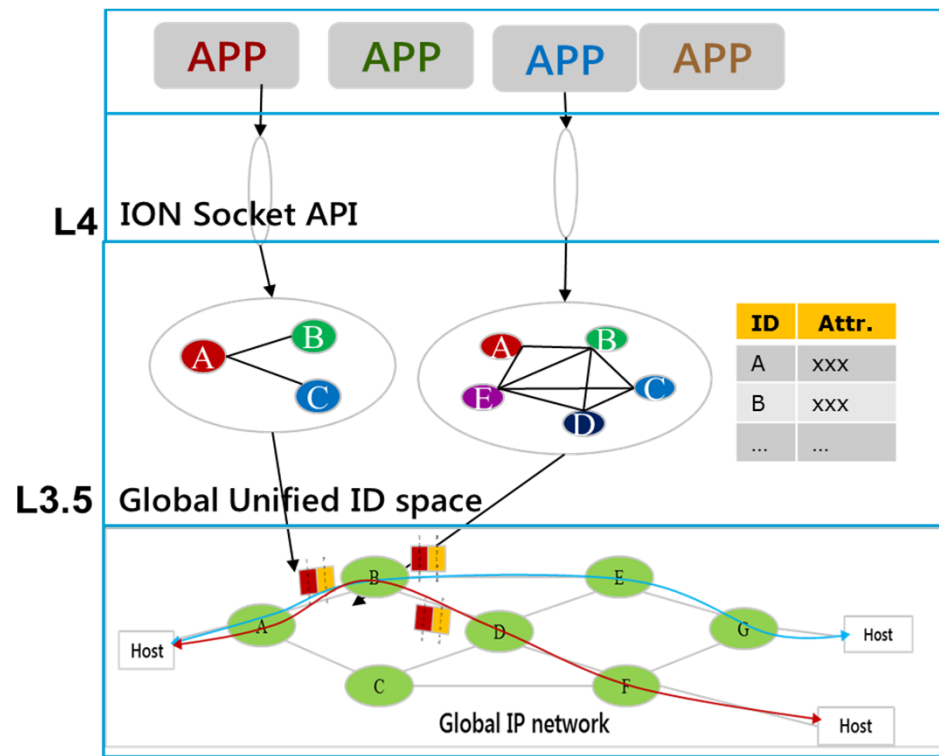 APP APP APP APP
L4 ION Socket API
A B C
A B C D E
ID Attr.
A xxx
B xxx
... ...
L3.5 Global Unified ID space
B E
A D G
Host Host
C F
Global IP network Host